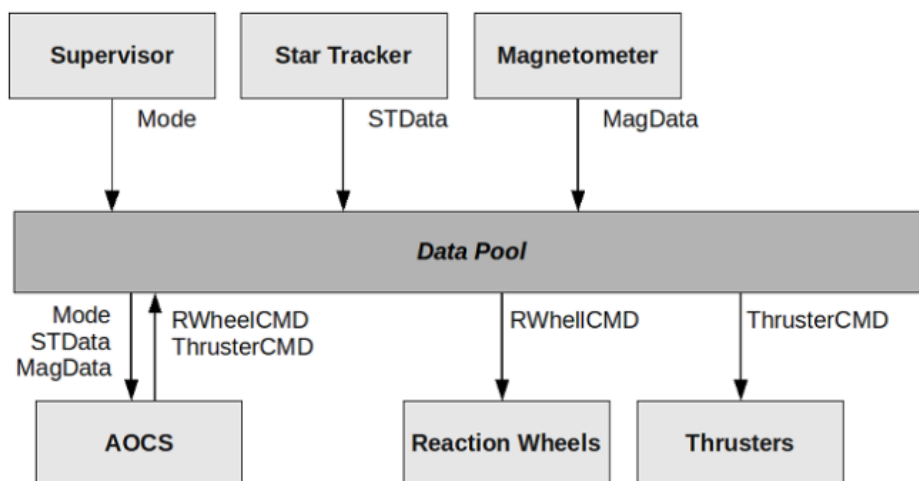 Supervisor
Star Tracker
Magnetometer
Mode
STData
MagData
Data Pool
Mode
STData
MagData
RWheelCMD
ThrusterCMD
RWhellCMD
ThrusterCMD
AOCS
Reaction Wheels
Thrusters